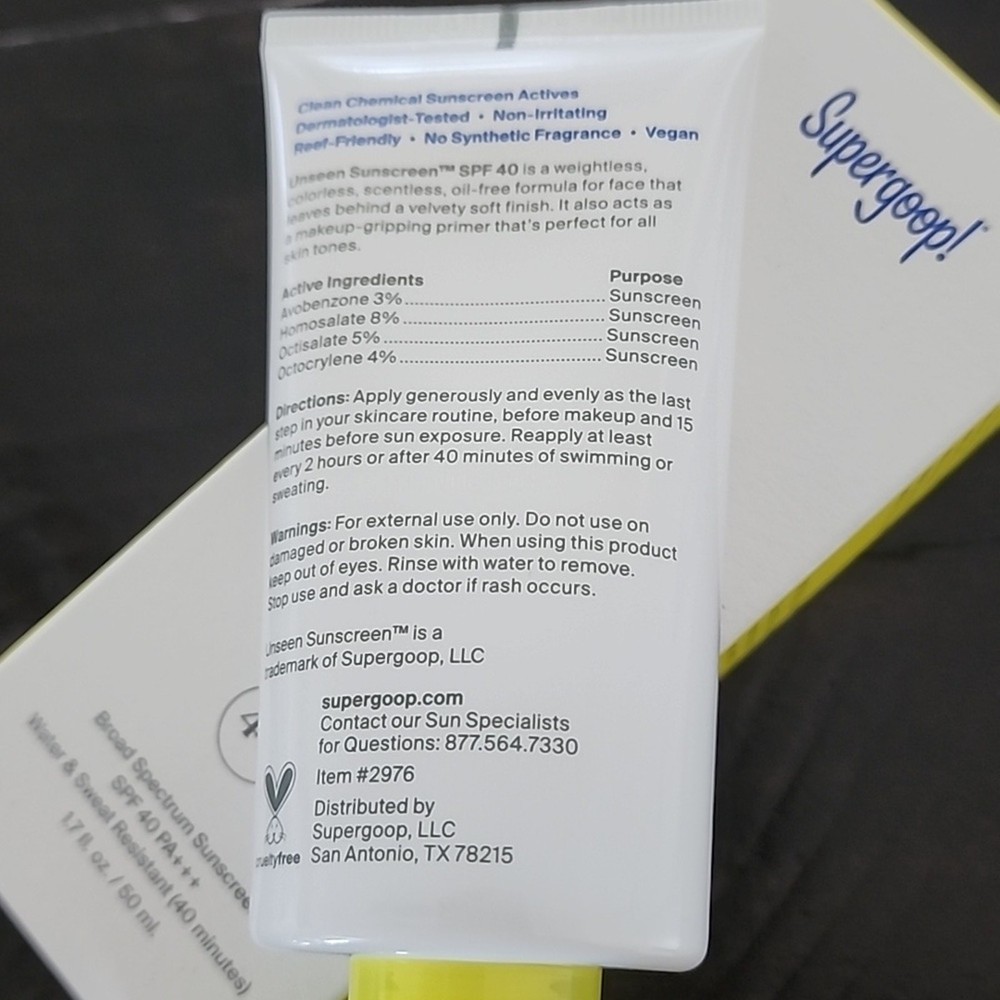 Clean Chemical Sunscreen Actives
Dermatologist-Tested • Non-Irritating
Reef-Friendly • No Synthetic Fragrance • Vegan
Unseen Sunscreen™ SPF 40 is a weightless,
colorless, scentless, oil-free formula for face that
leaves behind a velvety soft finish. It also acts as
a makeup-gripping primer that's perfect for all
skin tones.
Active Ingredients Purpose
Avobenzone 3%........................................ Sunscreen
Homosalate 8%........................................ Sunscreen
Octisalate 5%........................................... Sunscreen
Octocrylene 4%........................................ Sunscreen
Directions: Apply generously and evenly as the last
step in your skincare routine, before makeup and 15
minutes before sun exposure. Reapply at least
every 2 hours or after 40 minutes of swimming or
sweating.
Warnings: For external use only. Do not use on
damaged or broken skin. When using this product
keep out of eyes. Rinse with water to remove.
Stop use and ask a doctor if rash occurs.
Unseen Sunscreen™ is a
trademark of Supergoop, LLC
supergoop.com
Contact our Sun Specialists
for Questions: 877.564.7330
Item #2976
Distributed by
Supergoop, LLC
San Antonio, TX 78215
crueltyfree
Supergoop!
4
Broad Spectrum Sunscree
SPF 40 PA+++
Water & Sweat Resistant (40 minutes)
1.7 fl. oz. / 50 ml.